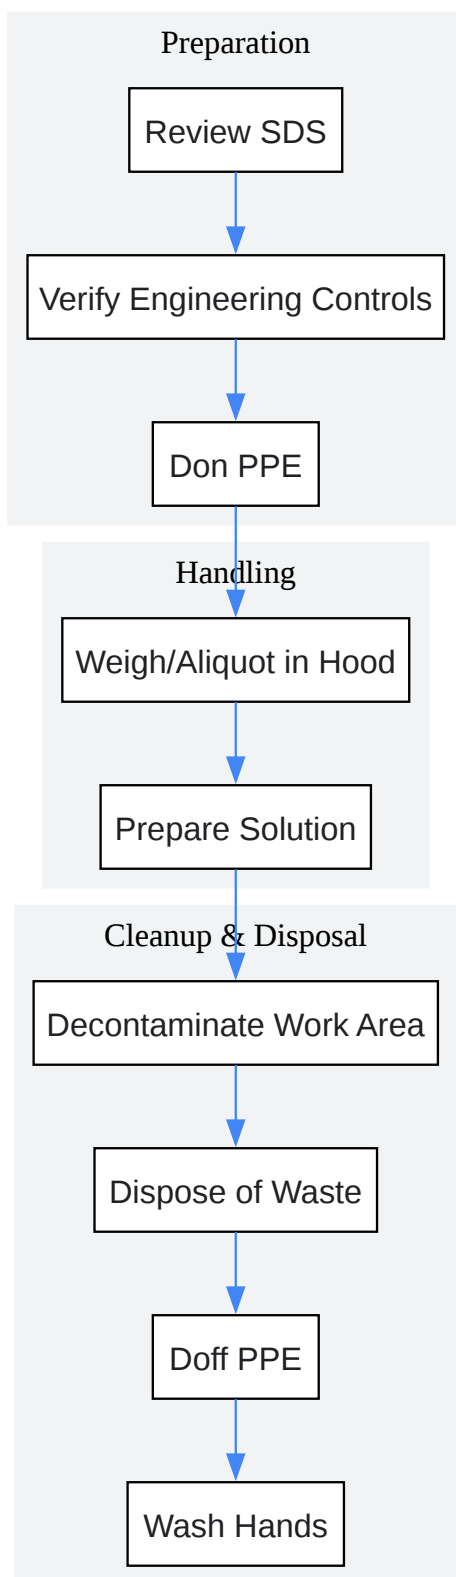 Preparation
Review SDS
Verify Engineering Controls
Don PPE
Handling
Weigh/Aliquot in Hood
Prepare Solution
Cleanup & Disposal
Decontaminate Work Area
Dispose of Waste
Doff PPE
Wash Hands